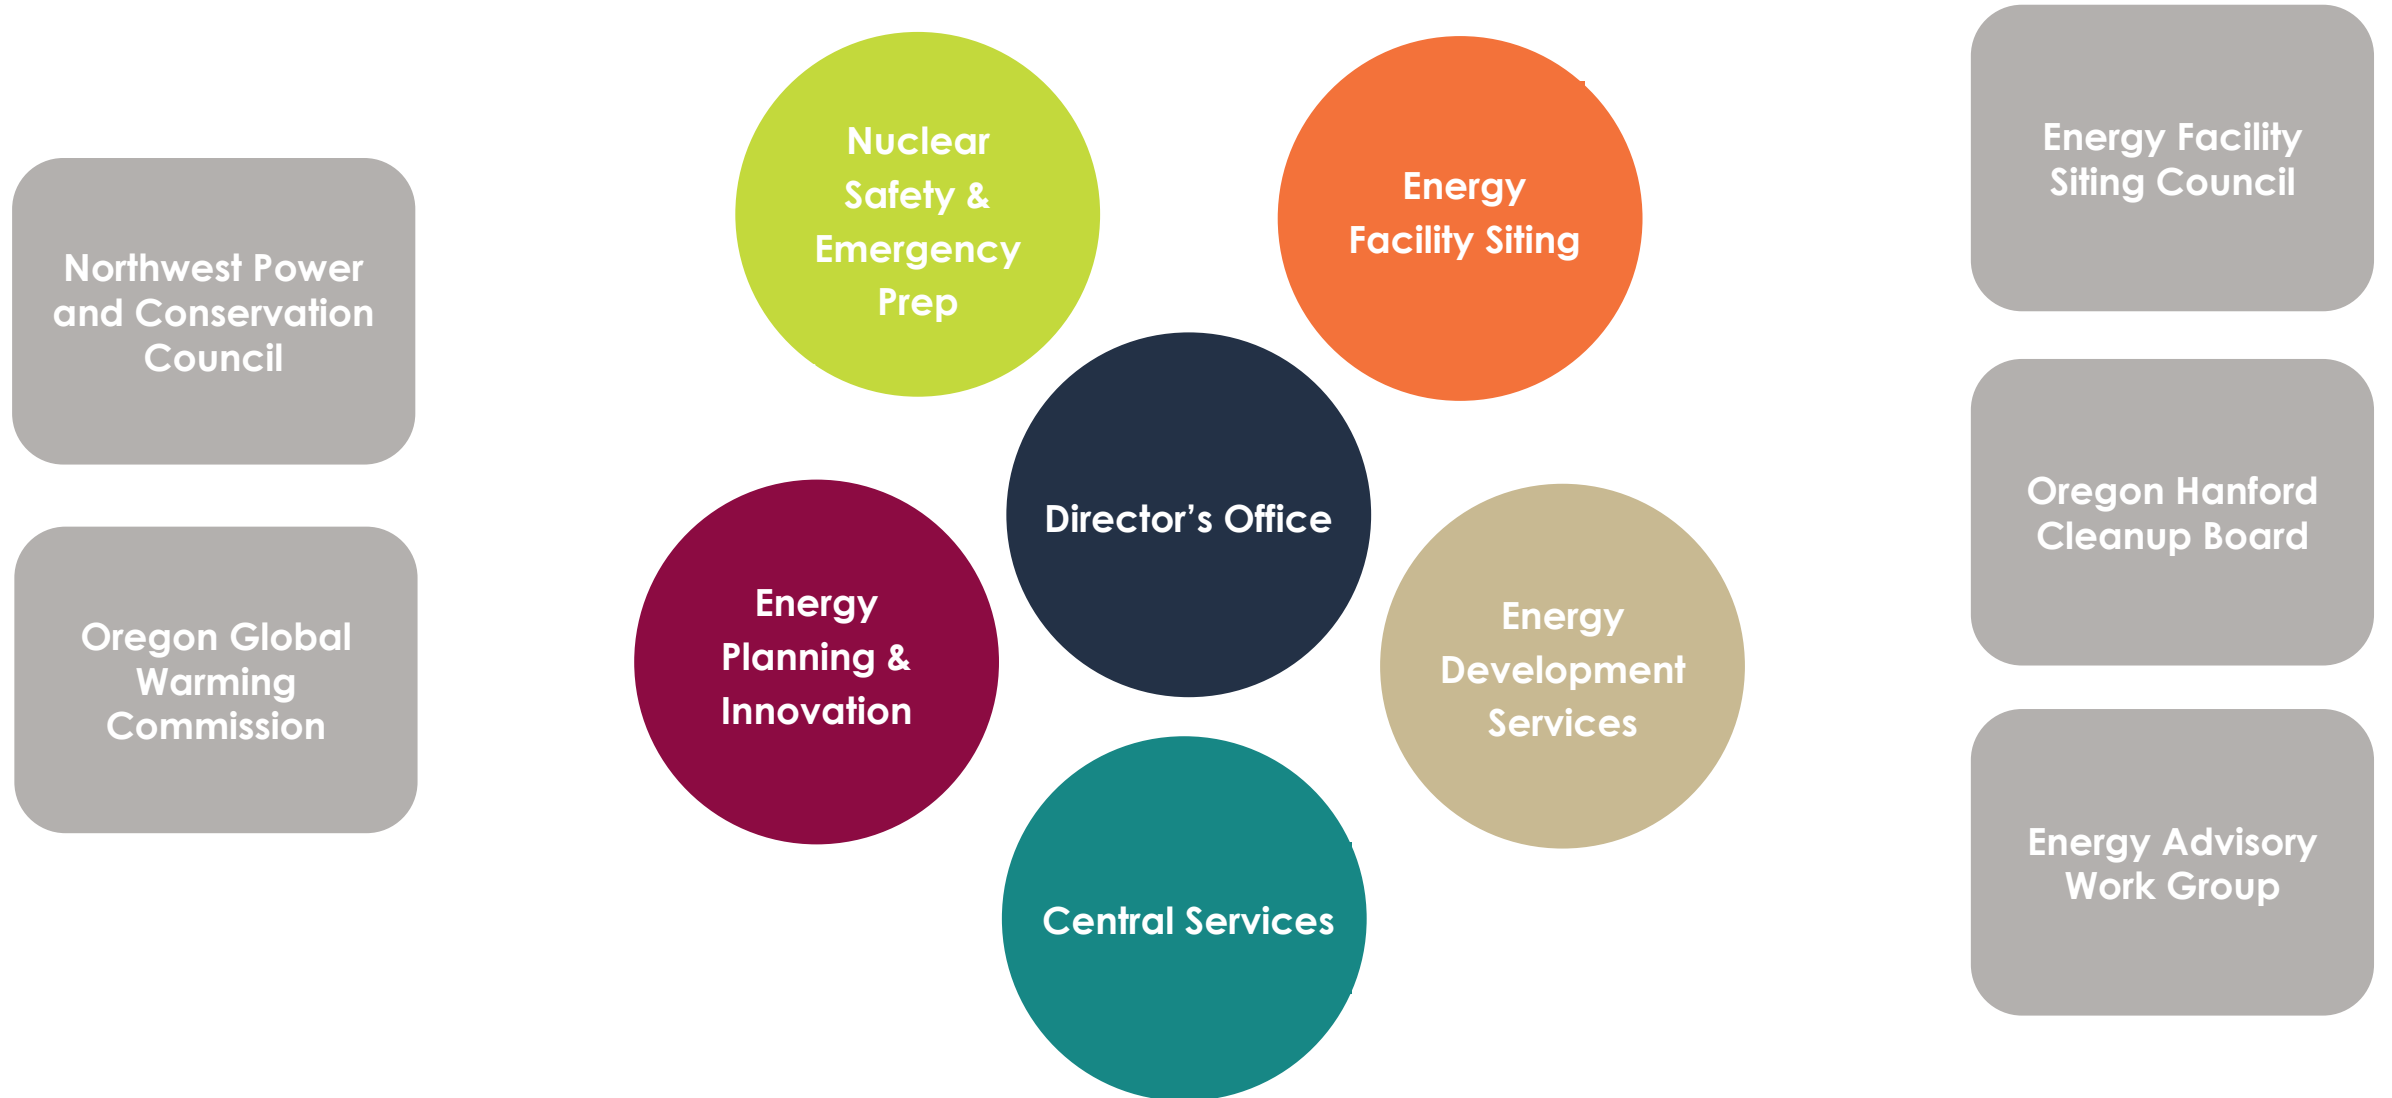 Northwest Power
and Conservation
Council
Oregon Global
Warming
Commission
Nuclear
Safety &
Emergency
Prep
Energy
Facility Siting
Director’s Office
Energy
Planning &
Innovation
Energy
Development
Services
Central Services
Energy Facility
Siting Council
Oregon Hanford
Cleanup Board
Energy Advisory
Work Group